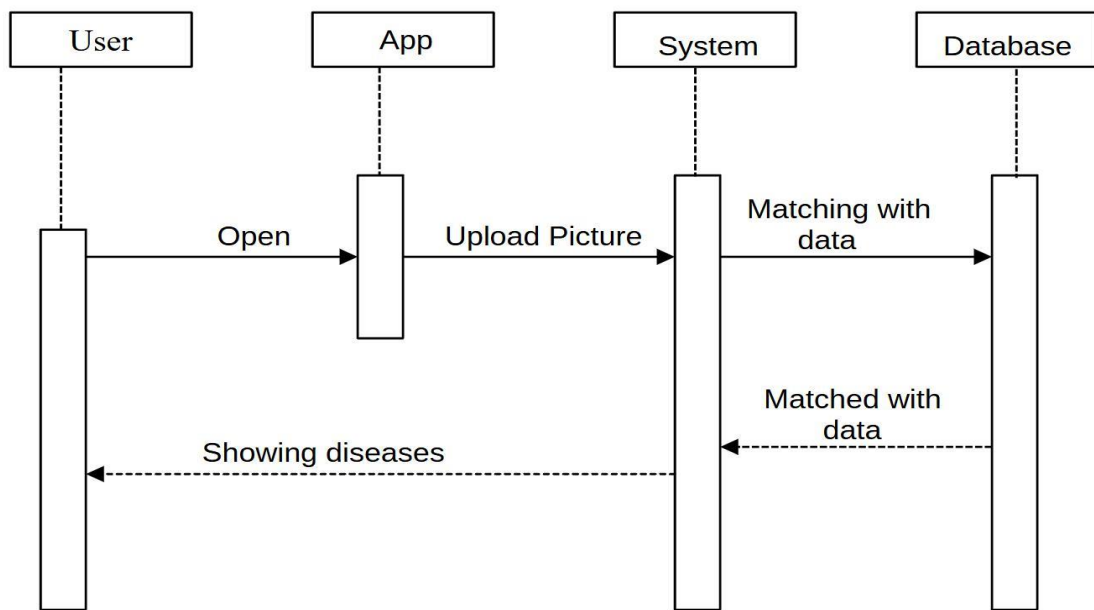 User
App
System
Database
Open
Upload Picture
Matching with
data
Matched with
data
Showing diseases